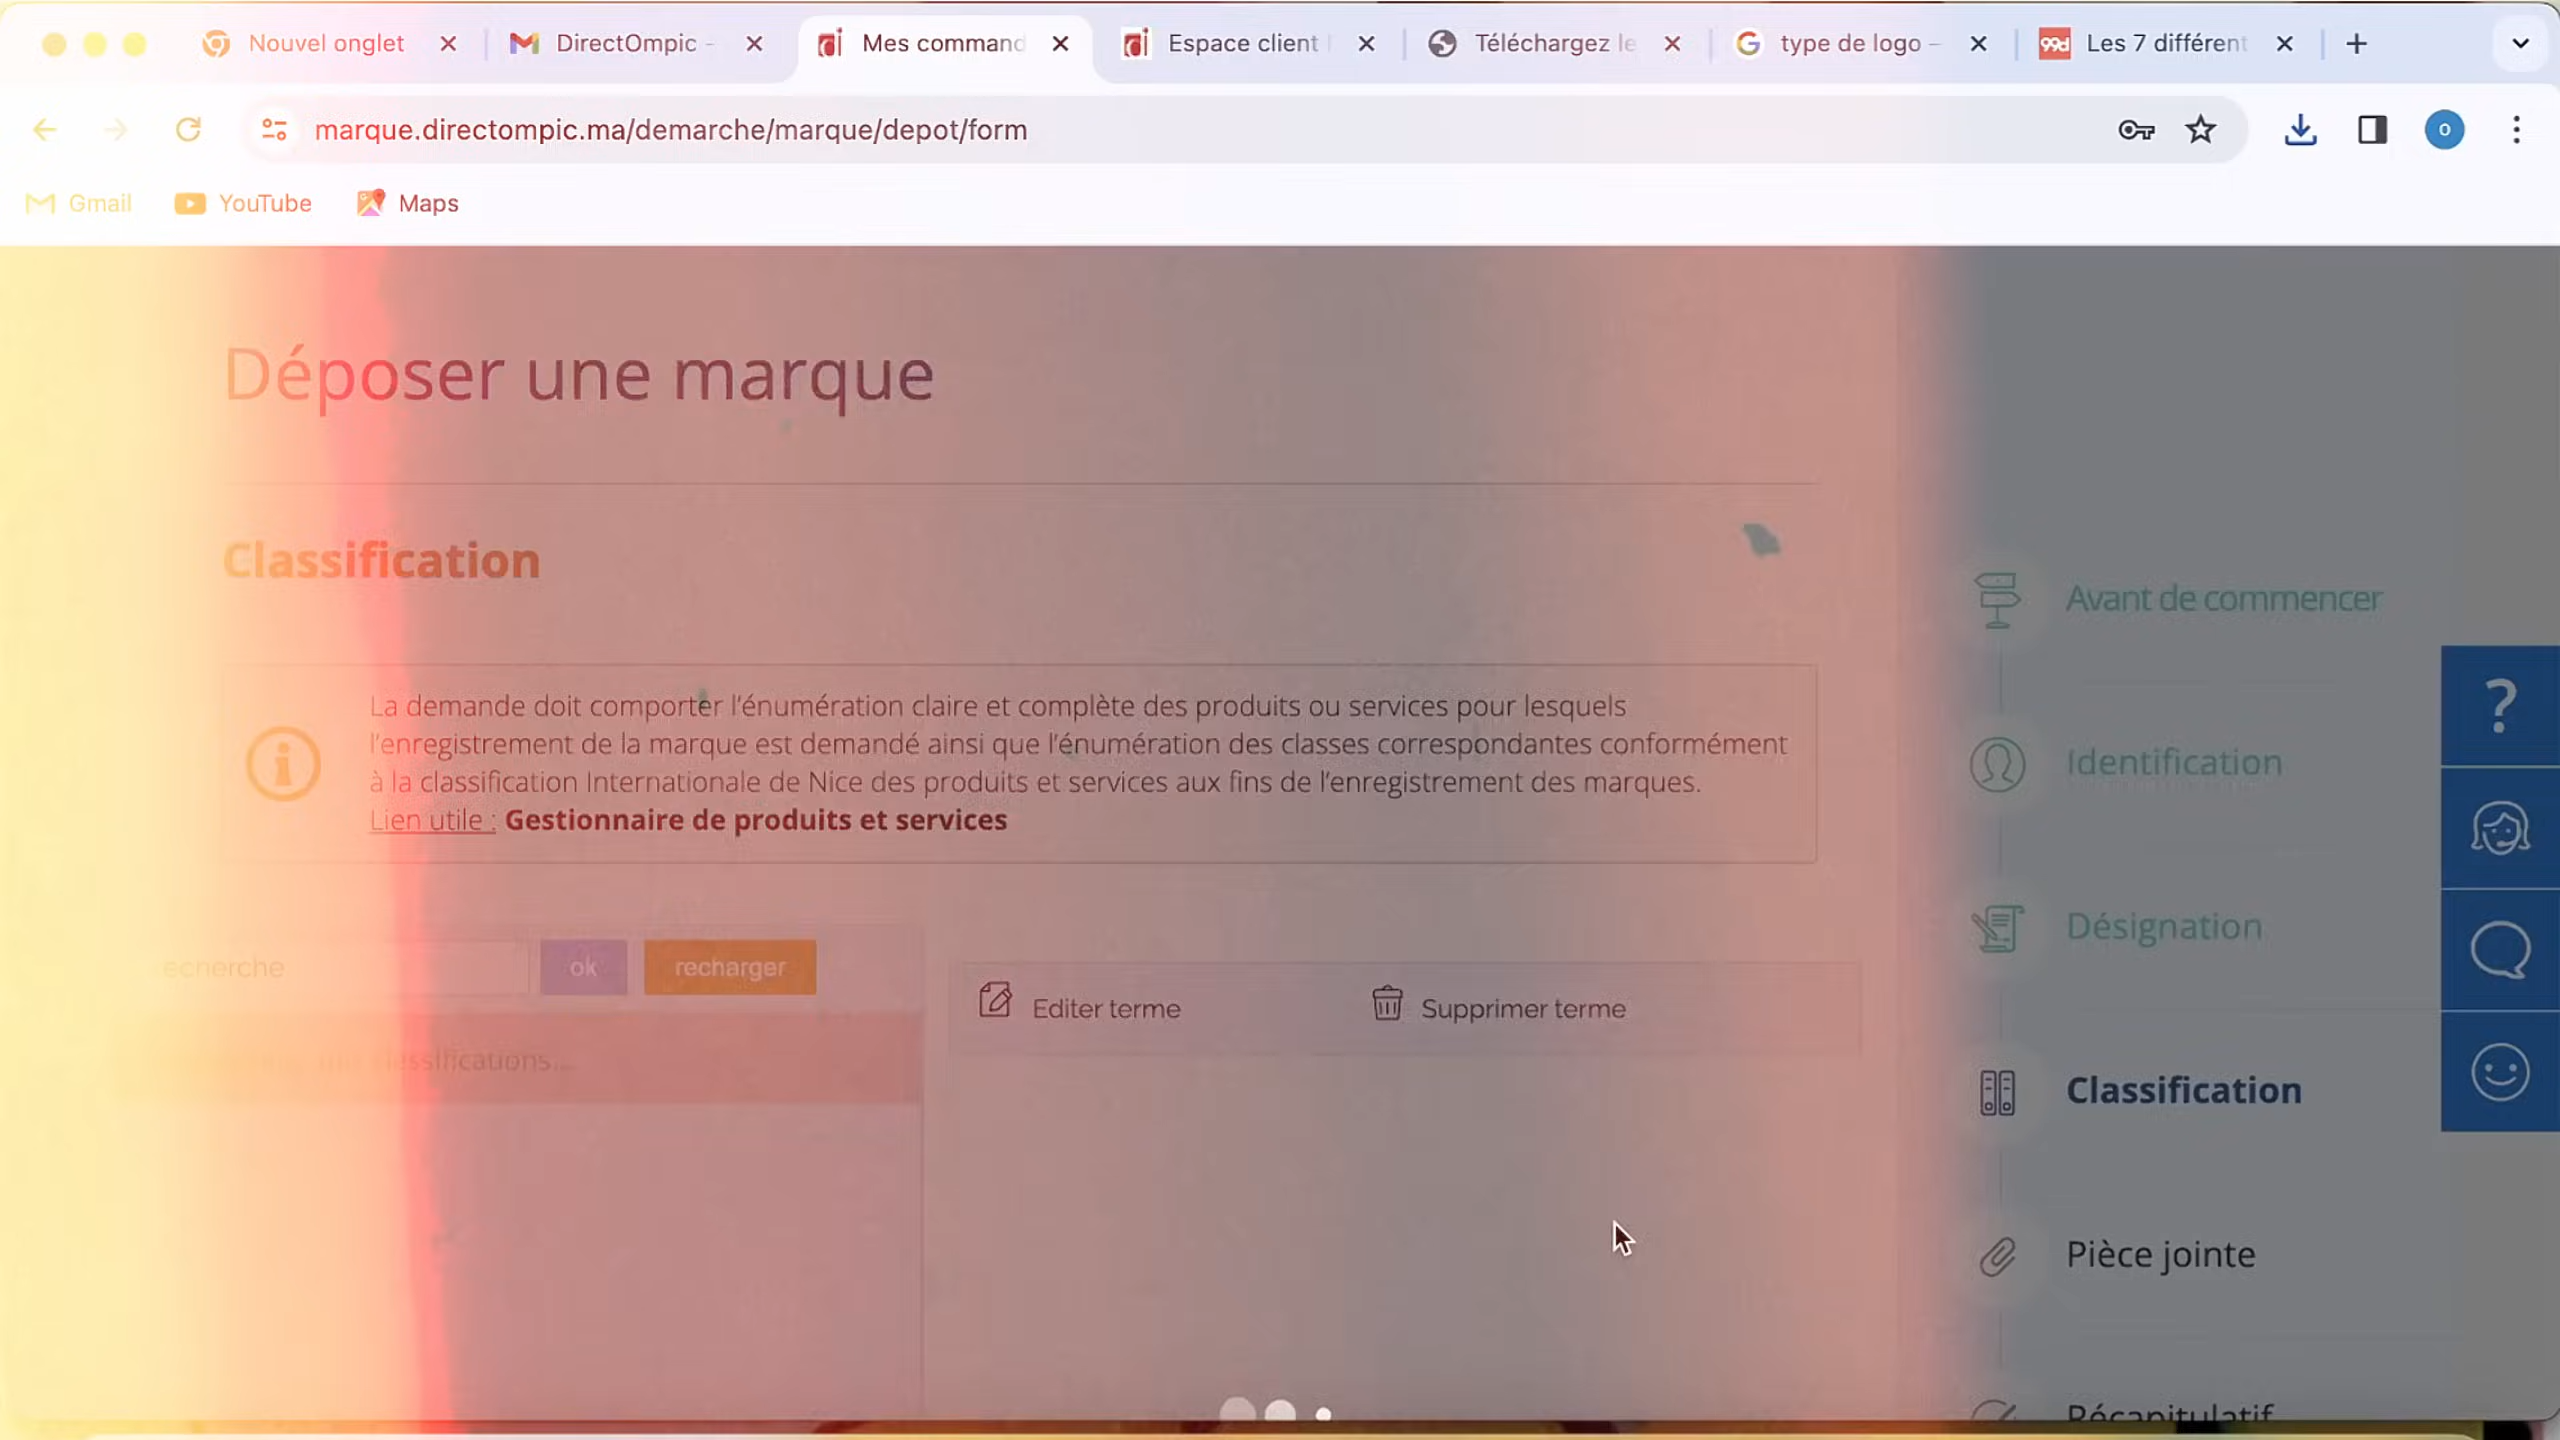 Nouvel onglet
DirectOmpic -
Mes command
Espace client
Téléchargez le
type de logo -
99d
Les 7 différent
marque.directompic.ma/demarche/marque/depot/form
o
Gmail
YouTube
Maps
Déposer une marque
Classification
La demande doit comporter l'énumération claire et complète des produits ou services pour lesquels
l'enregistrement de la marque est demandé ainsi que l'énumération des classes correspondantes conformément
à la classification Internationale de Nice des produits et services aux fins de l'enregistrement des marques.
Lien utile : Gestionnaire de produits et services
echerche
ok
recharger
Editer terme
Supprimer terme
Avant de commencer
Identification
Désignation
Classification
Pièce jointe
Récapitulatif
?